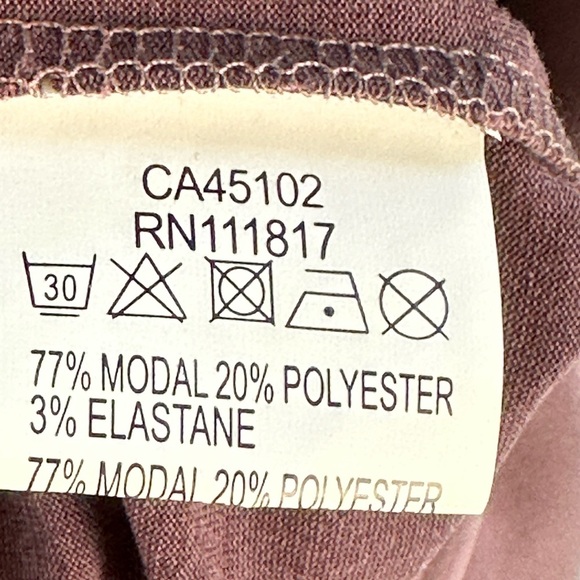 CA45102
RN111817
30
77% MODAL 20% POLYESTER
3% ELASTANE
77% MODAL 20% POLYESTER